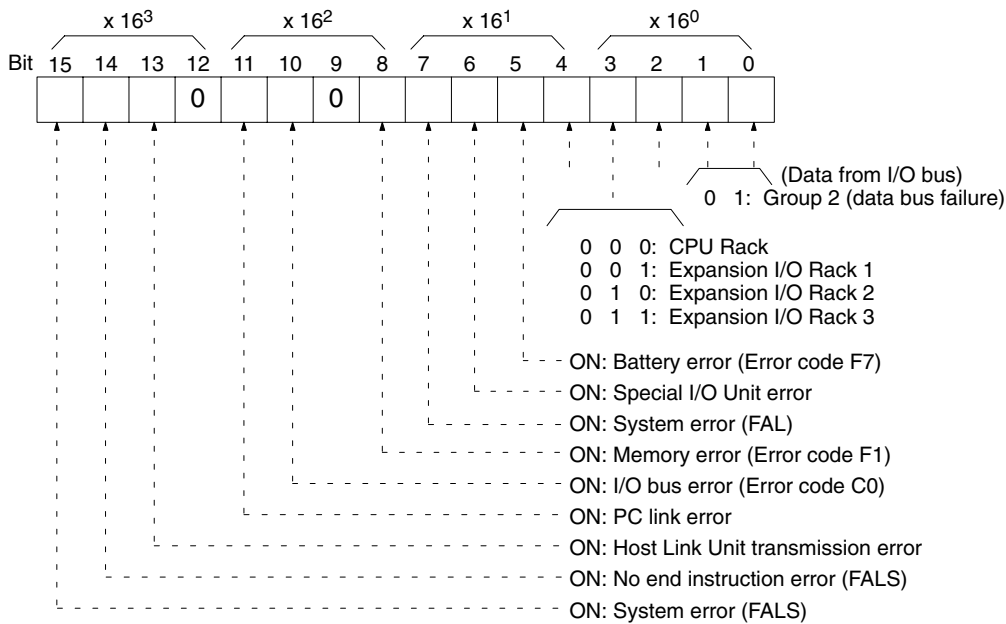 x 16³ x 16² x 16¹ x 16⁰
Bit 15 14 13 12 11 10 9 8 7 6 5 4 3 2 1 0
0 0
(Data from I/O bus)
0 1: Group 2 (data bus failure)
0 0 0: CPU Rack
0 0 1: Expansion I/O Rack 1
0 1 0: Expansion I/O Rack 2
0 1 1: Expansion I/O Rack 3
ON: Battery error (Error code F7)
ON: Special I/O Unit error
ON: System error (FAL)
ON: Memory error (Error code F1)
ON: I/O bus error (Error code C0)
ON: PC link error
ON: Host Link Unit transmission error
ON: No end instruction error (FALS)
ON: System error (FALS)